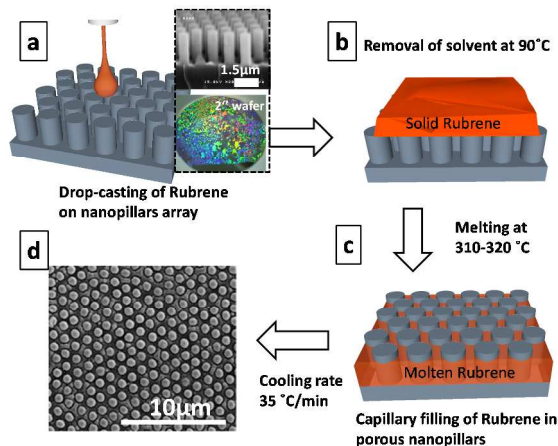 a
1.5μm
2" wafer
Drop-casting of Rubrene
on nanopillars array
b
Removal of solvent at 90˚C
Solid Rubrene
Melting at
310-320 ˚C
c
Molten Rubrene
Capillary filling of Rubrene in
porous nanopillars
d
10μm
Cooling rate
35 ˚C/min